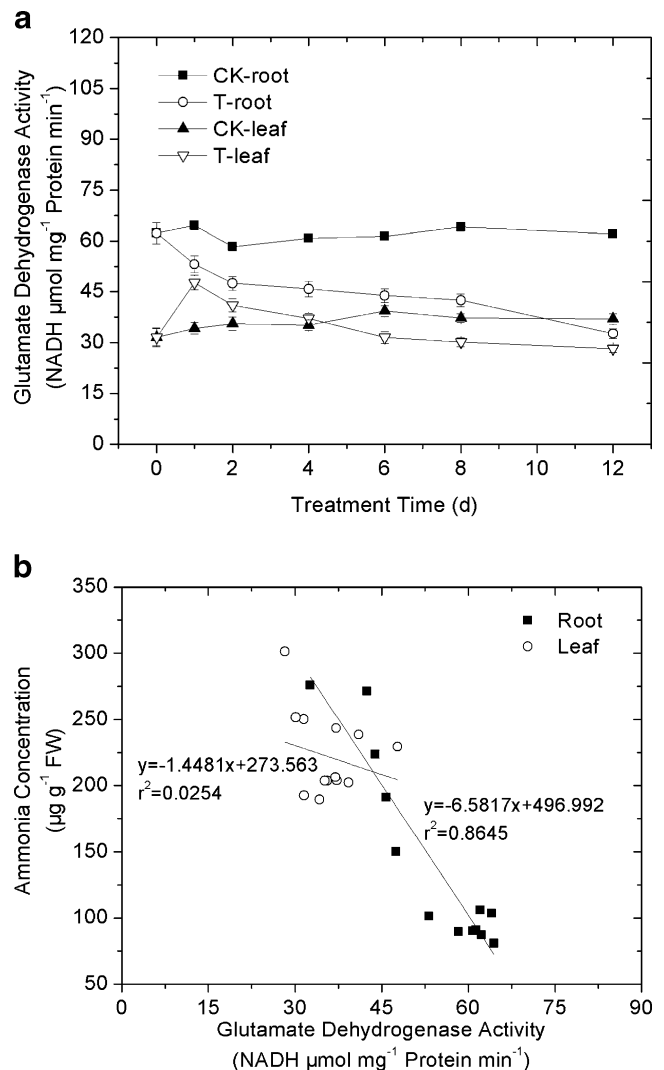 a
120
105
90
75
60
45
30
15
0
CK-root
T-root
CK-leaf
T-leaf
Glutamate Dehydrogenase Activity
(NADH µmol mg⁻¹ Protein min⁻¹)
0 2 4 6 8 10 12
Treatment Time (d)
b
350
300
250
200
150
100
50
Root
Leaf
y=-1.4481x+273.563
r²=0.0254
y=-6.5817x+496.992
r²=0.8645
Ammonia Concentration
(µg g⁻¹ FW)
0 15 30 45 60 75 90
Glutamate Dehydrogenase Activity
(NADH µmol mg⁻¹ Protein min⁻¹)